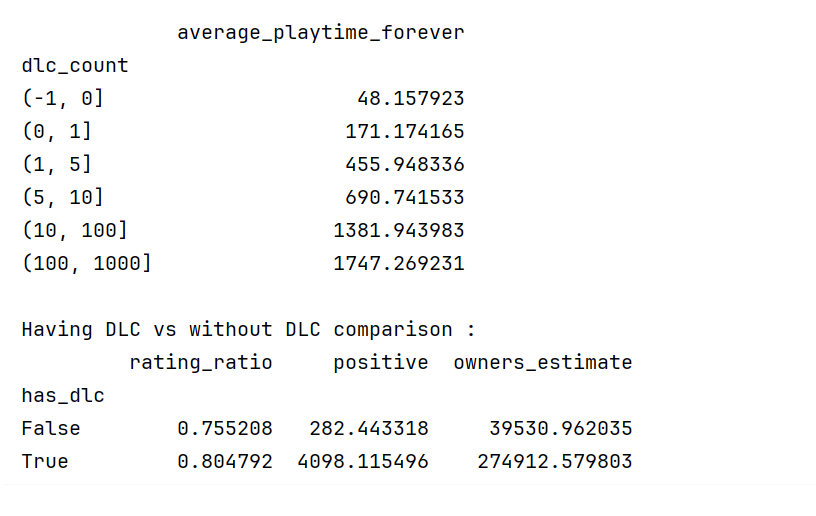 average_playtime_forever
dlc_count
(-1, 0] 48.157923
(0, 1] 171.174165
(1, 5] 455.948336
(5, 10] 690.741533
(10, 100] 1381.943983
(100, 1000] 1747.269231
Having DLC vs without DLC comparison :
rating_ratio positive owners_estimate
has_dlc
False 0.755208 282.443318 39530.962035
True 0.804792 4098.115496 274912.579803